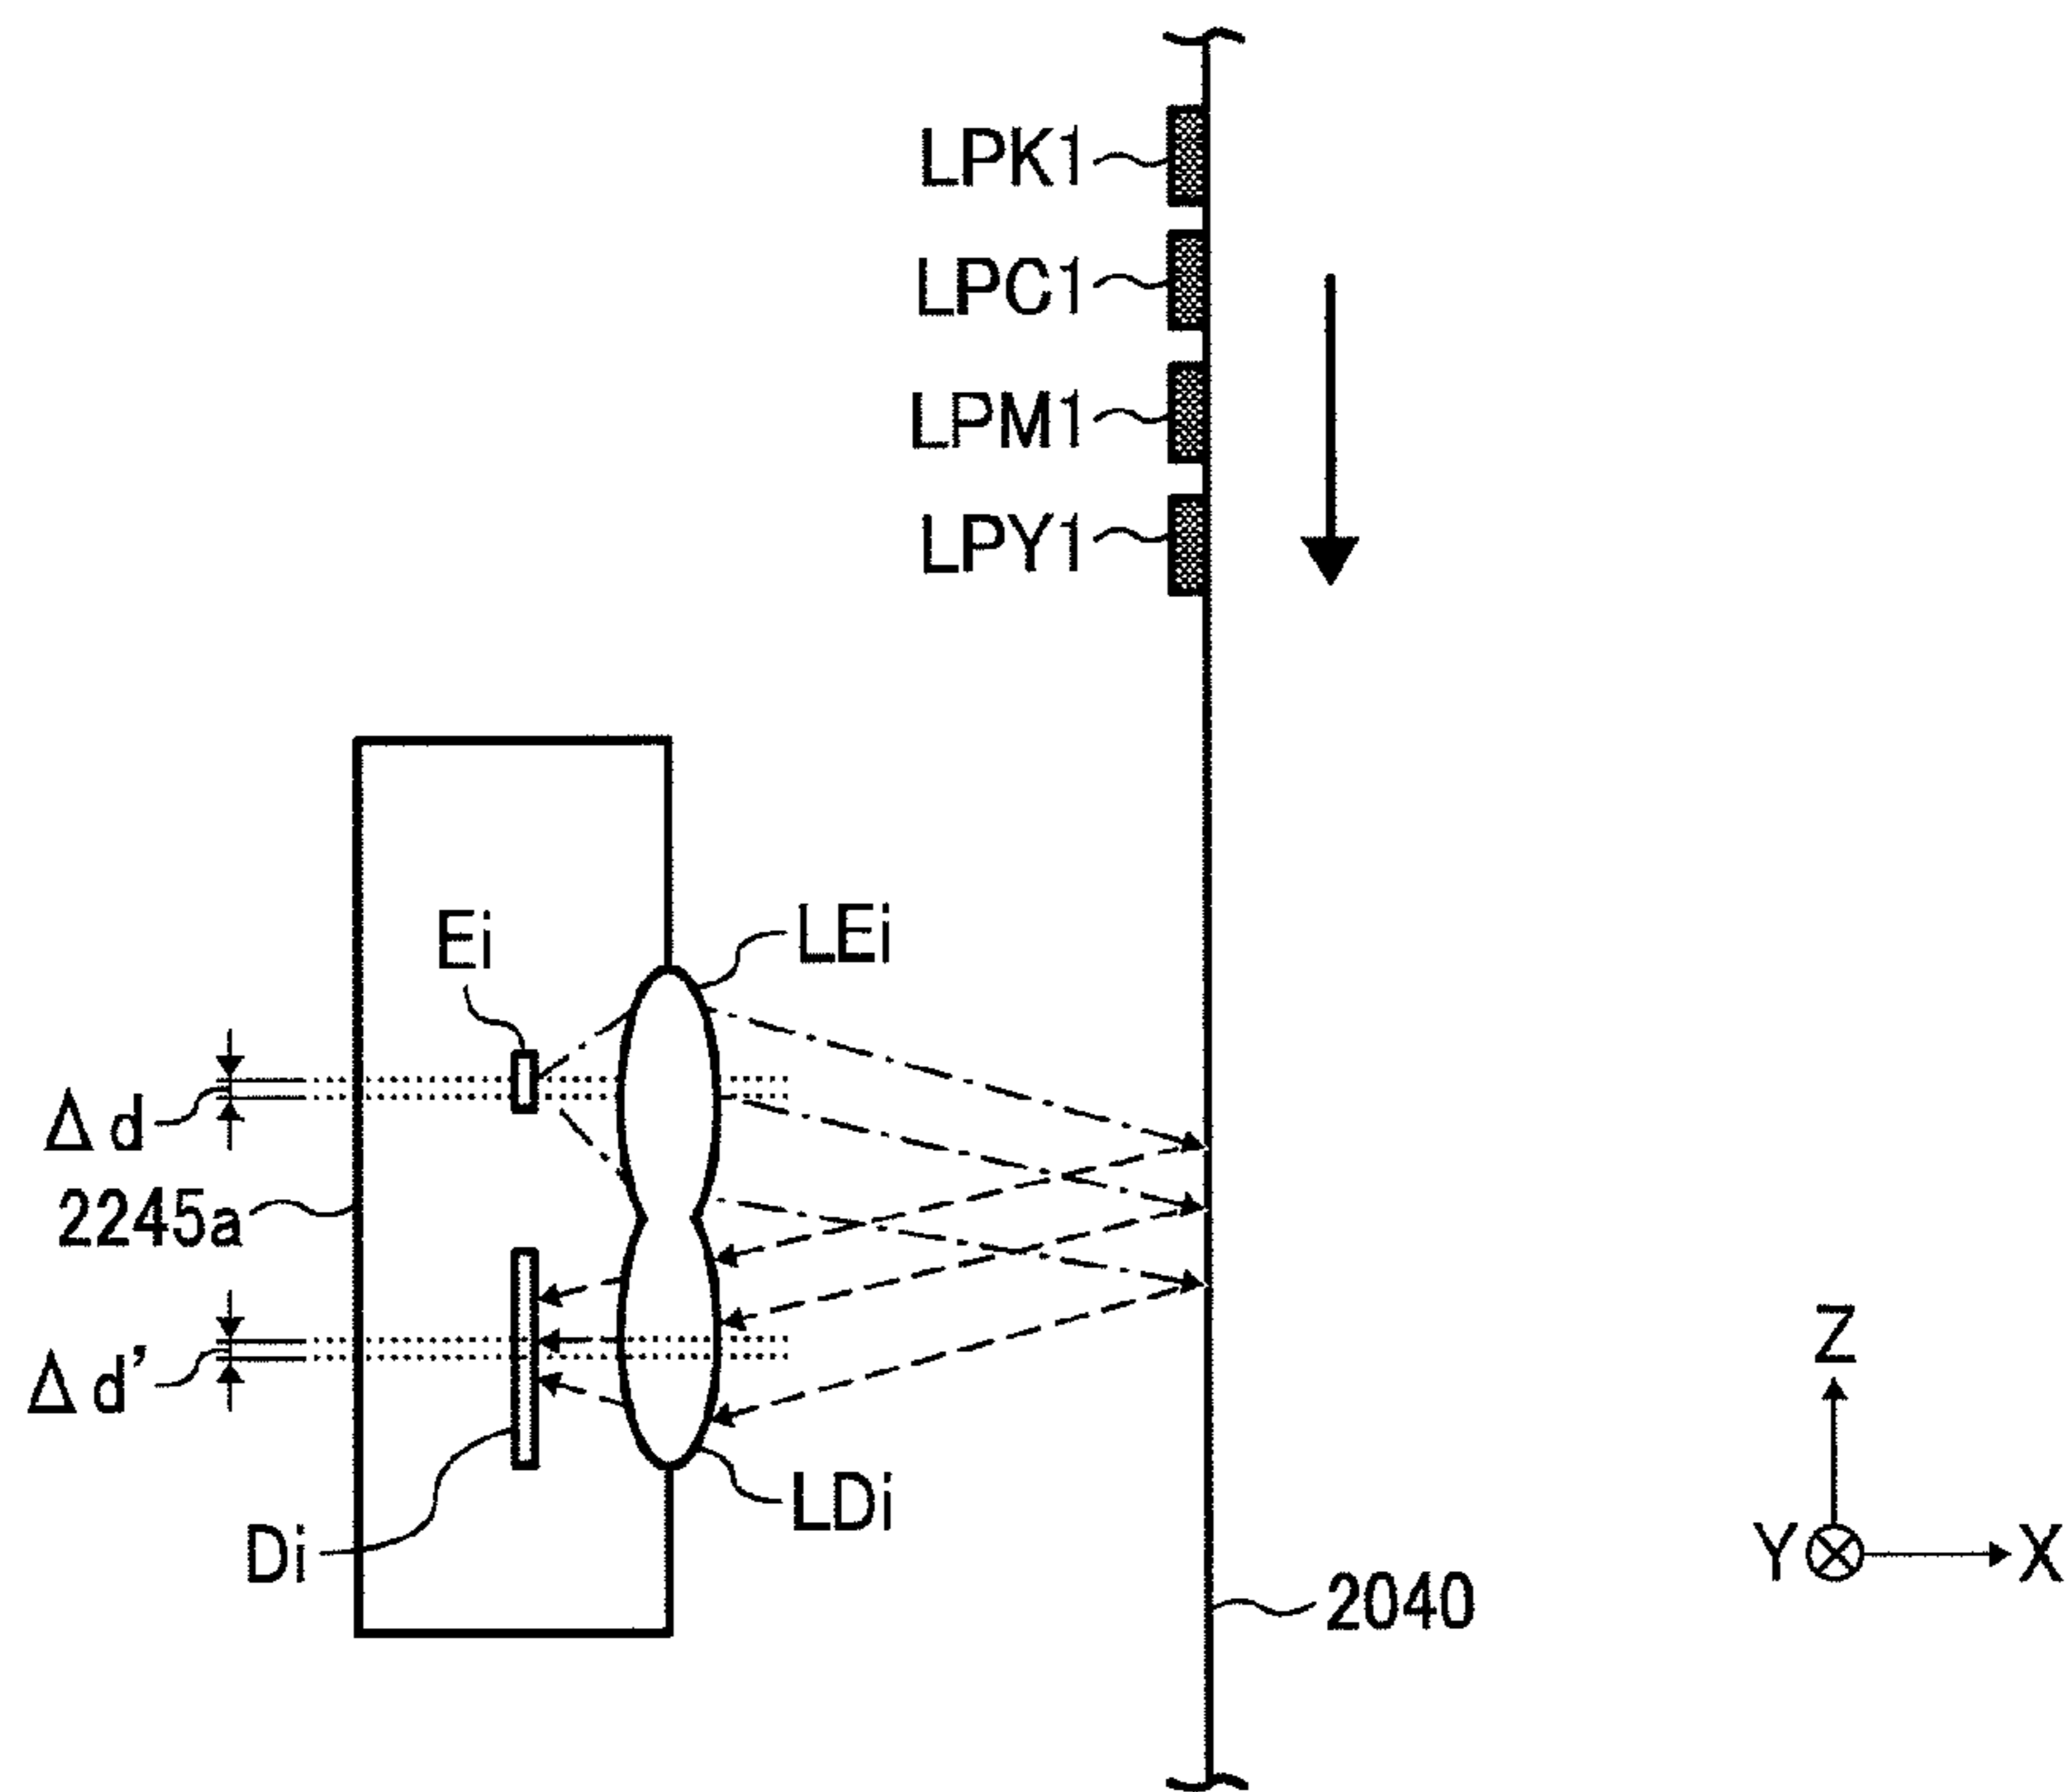 LPK1
LPC1
LPM1
LPY1
Ei
LEi
Δd
2245a
Δd’
Di
LDi
2040
Z
Y
X